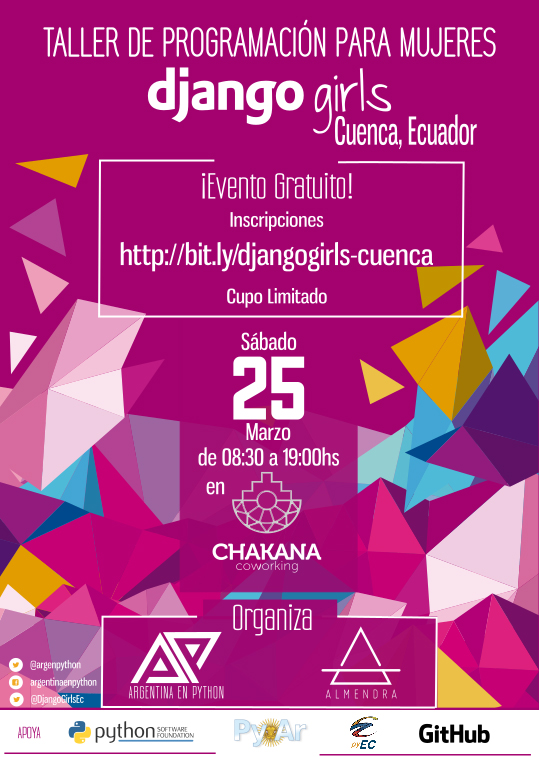 TALLER DE PROGRAMACIÓN PARA MUJERES
django girls
Cuenca, Ecuador
¡Evento Gratuito!
Inscripciones
http://bit.ly/djangogirls-cuenca
Cupo Limitado
Sábado
25
Marzo
de 08:30 a 19:00hs
en
CHAKANA
coworking
Organiza
ARGENTINA EN PYTHON
ALMENDRA
@argenpython
argentinaenpython
@DjangoGirlsEc
APOYA
python SOFTWARE FOUNDATION
PyAr
pyEC
GitHub